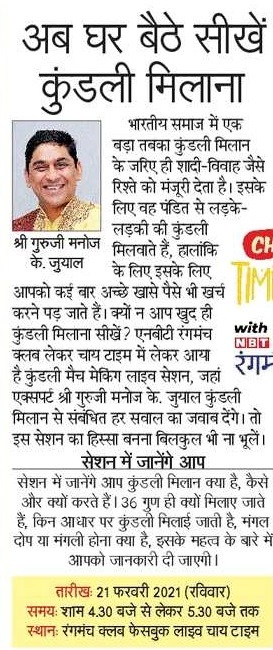 अब घर बैठे सीखें
कुंडली मिलाना
भारतीय समाज में एक
बड़ा तबका कुंडली मिलान
के जरिए ही शादी-विवाह जैसे
रिश्ते को मंजूरी देता है। इसके
लिए वह पंडित से लड़के-
लड़की की कुंडली
मिलवाते हैं, हालांकि
के लिए इसके लिए
श्री गुरुजी मनोज
के. जुयाल
आपको कई बार अच्छे खासे पैसे भी खर्च
करने पड़ जाते हैं। क्यों न आप खुद ही
कुंडली मिलाना सीखें? एनबीटी रंगमंच
क्लब लेकर चाय टाइम में लेकर आया
है कुंडली मैच मेकिंग लाइव सेशन, जहां
एक्सपर्ट श्री गुरुजी मनोज के. जुयाल कुंडली
मिलान से संबंधित हर सवाल का जवाब देंगे। तो
इस सेशन का हिस्सा बनना बिलकुल भी ना भूलें।
CH
TIM
with
NBT
रंगमं
सेशन में जानेंगे आप
सेशन में जानेंगे आप कुंडली मिलान क्या है, कैसे
और क्यों करते हैं। 36 गुण ही क्यों मिलाए जाते
हैं, किन आधार पर कुंडली मिलाई जाती है, मंगल
दोष या मंगली होना क्या है, इसके महत्व के बारे में
आपको जानकारी दी जाएगी।
तारीख: 21 फरवरी 2021 (रविवार)
समय: शाम 4.30 बजे से लेकर 5.30 बजे तक
स्थान: रंगमंच क्लब फेसबुक लाइव चाय टाइम